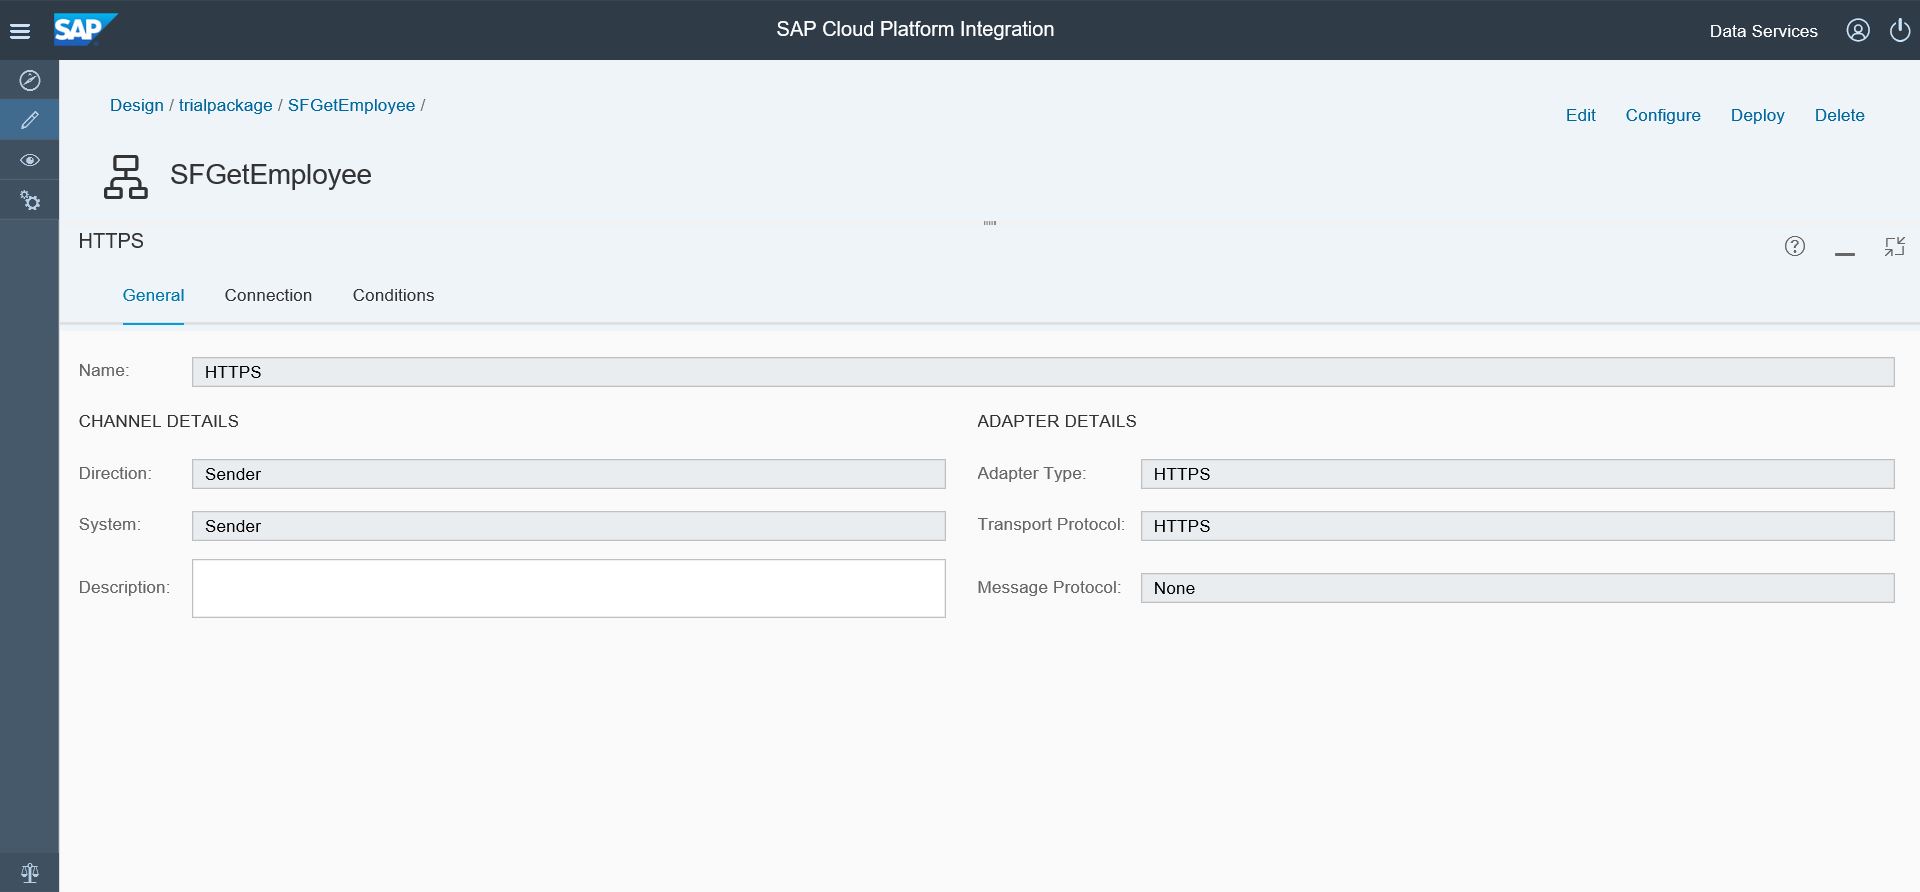 SAP
SAP Cloud Platform Integration
Data Services
Design / trialpackage / SFGetEmployee /
Edit Configure Deploy Delete
SFGetEmployee
HTTPS
General Connection Conditions
Name: HTTPS
CHANNEL DETAILS
Direction: Sender
System: Sender
Description:
ADAPTER DETAILS
Adapter Type: HTTPS
Transport Protocol: HTTPS
Message Protocol: None